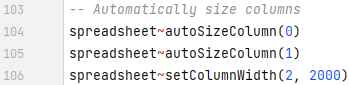 103 -- Automatically size columns
104 spreadsheet~autoSizeColumn(0)
105 spreadsheet~autoSizeColumn(1)
106 spreadsheet~setColumnWidth(2, 2000)